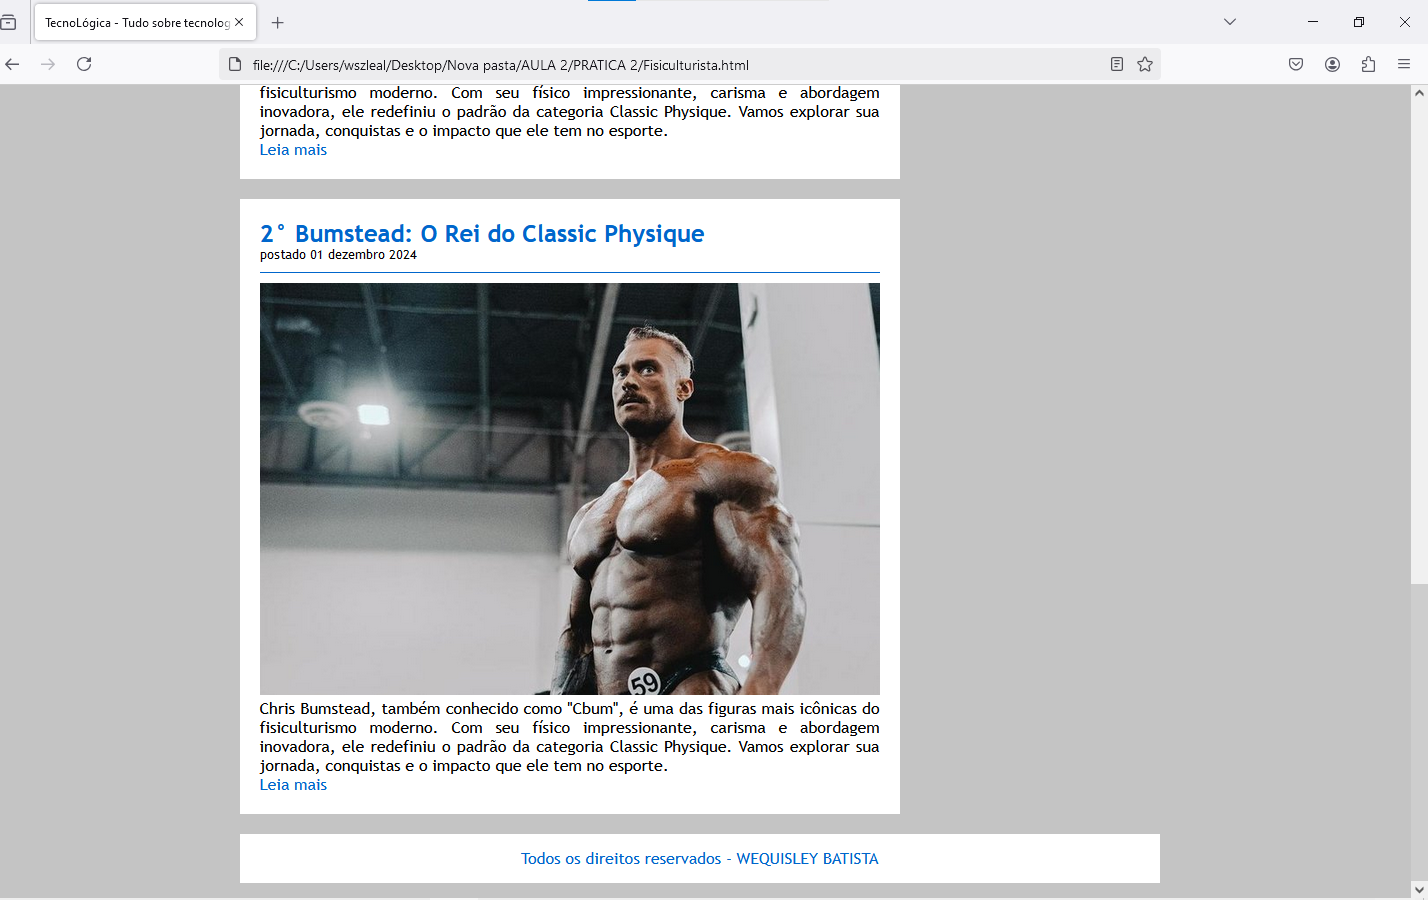 TecnoLógica - Tudo sobre tecnolog
file:///C:/Users/wszleal/Desktop/Nova pasta/AULA 2/PRATICA 2/Fisiculturista.html
fisiculturismo moderno. Com seu físico impressionante, carisma e abordagem
inovadora, ele redefiniu o padrão da categoria Classic Physique. Vamos explorar sua
jornada, conquistas e o impacto que ele tem no esporte.
Leia mais
2° Bumstead: O Rei do Classic Physique
postado 01 dezembro 2024
59
Chris Bumstead, também conhecido como "Cbum", é uma das figuras mais icônicas do
fisiculturismo moderno. Com seu físico impressionante, carisma e abordagem
inovadora, ele redefiniu o padrão da categoria Classic Physique. Vamos explorar sua
jornada, conquistas e o impacto que ele tem no esporte.
Leia mais
Todos os direitos reservados - WEQUISLEY BATISTA